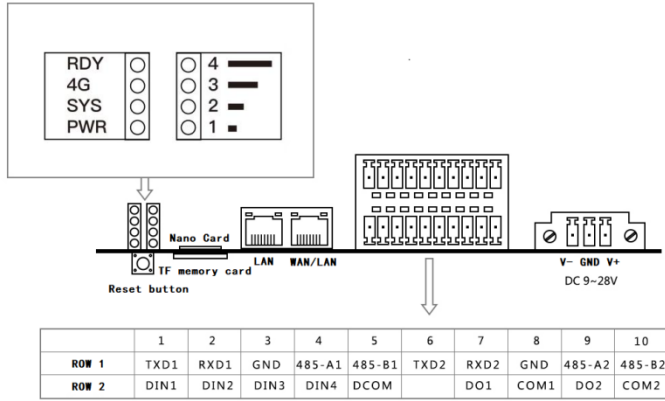 RDY 4
4G 3
SYS 2
PWR 1
Nano Card
TF memory card
Reset button
LAN WAN/LAN
V- GND V+
DC 9~28V
1 2 3 4 5 6 7 8 9 10
ROW 1 TXD1 RXD1 GND 485-A1 485-B1 TXD2 RXD2 GND 485-A2 485-B2
ROW 2 DIN1 DIN2 DIN3 DIN4 DCOM DO1 COM1 DO2 COM2